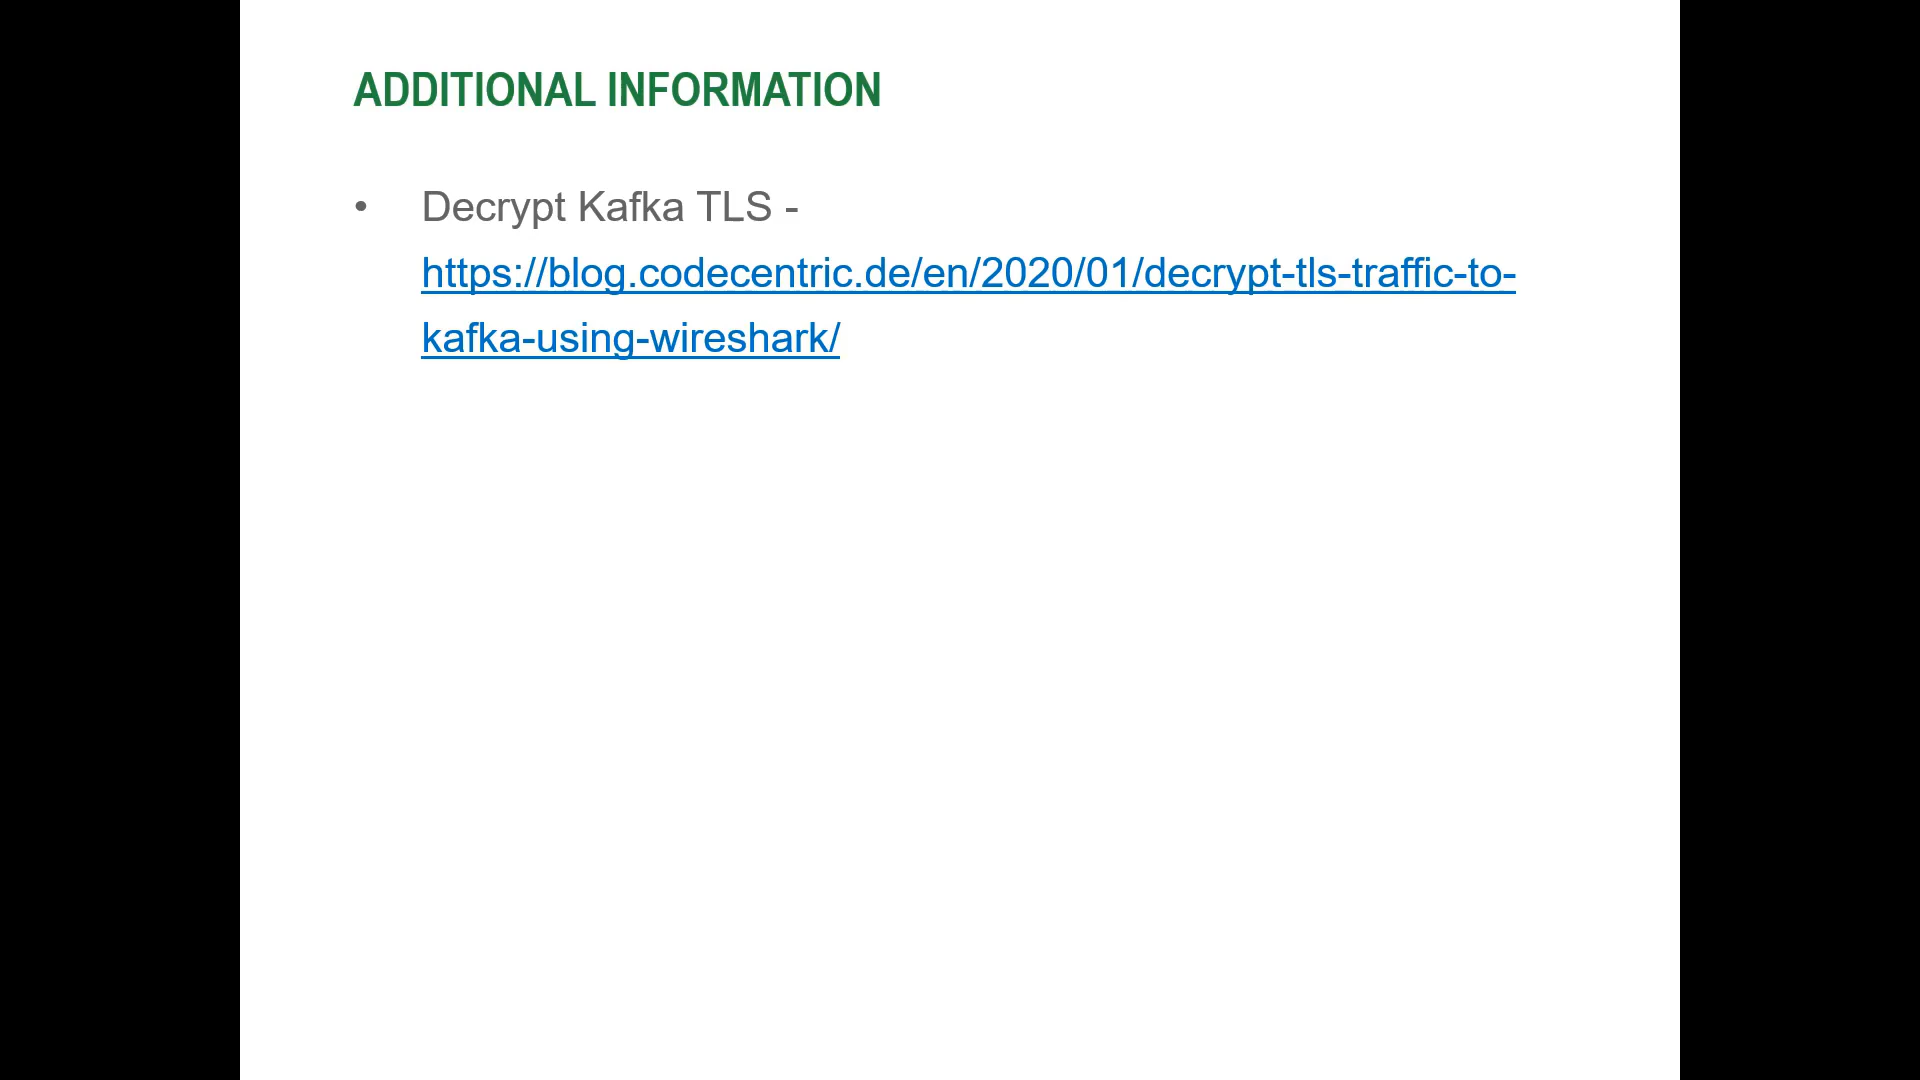 ADDITIONAL INFORMATION
• Decrypt Kafka TLS -
https://blog.codecentric.de/en/2020/01/decrypt-tls-traffic-to-
kafka-using-wireshark/